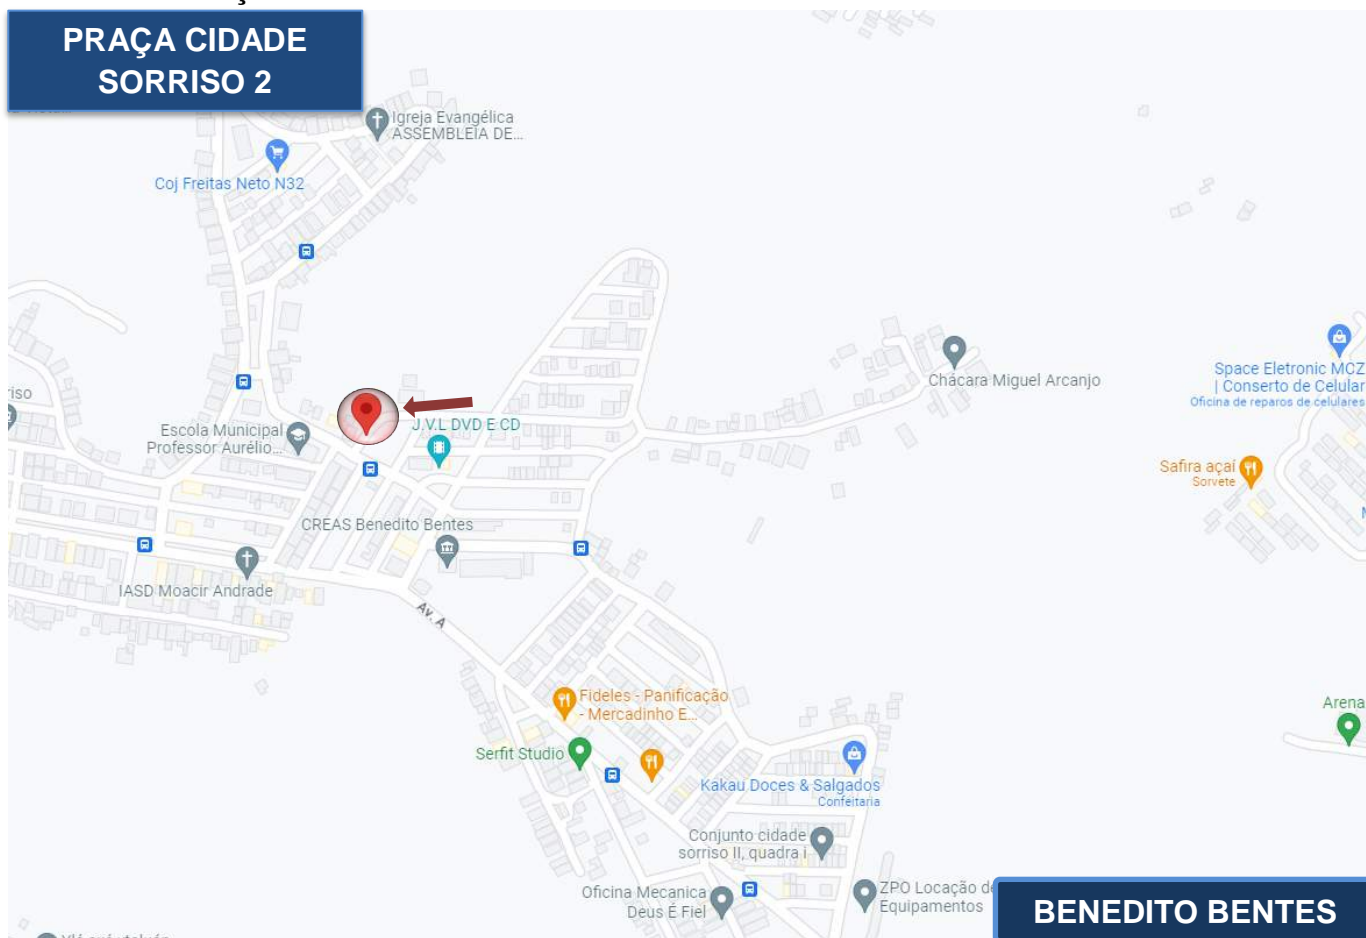 PRAÇA CIDADE
SORRISO 2
Igreja Evangélica
ASSEMBLEIA DE...
Coj Freitas Neto N32
Chácara Miguel Arcanjo
Space Eletronic MCZ
| Conserto de Celular
Oficina de reparos de celulares
riso
J.V.L DVD E CD
Escola Municipal
Professor Aurélio...
Safira açaí
Sorvete
CREAS Benedito Bentes
IASD Moacir Andrade
Av. A
Fideles - Panificação
- Mercadinho E...
Arena
Serfit Studio
Kakau Doces & Salgados
Confeitaria
Conjunto cidade
sorriso II, quadra i
Oficina Mecanica
Deus É Fiel
ZPO Locação de
Equipamentos
BENEDITO BENTES